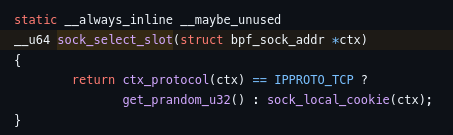 static __always_inline __maybe_unused
__u64 sock_select_slot(struct bpf_sock_addr *ctx)
{
        return ctx_protocol(ctx) == IPPROTO_TCP ?
               get_prandom_u32() : sock_local_cookie(ctx);
}